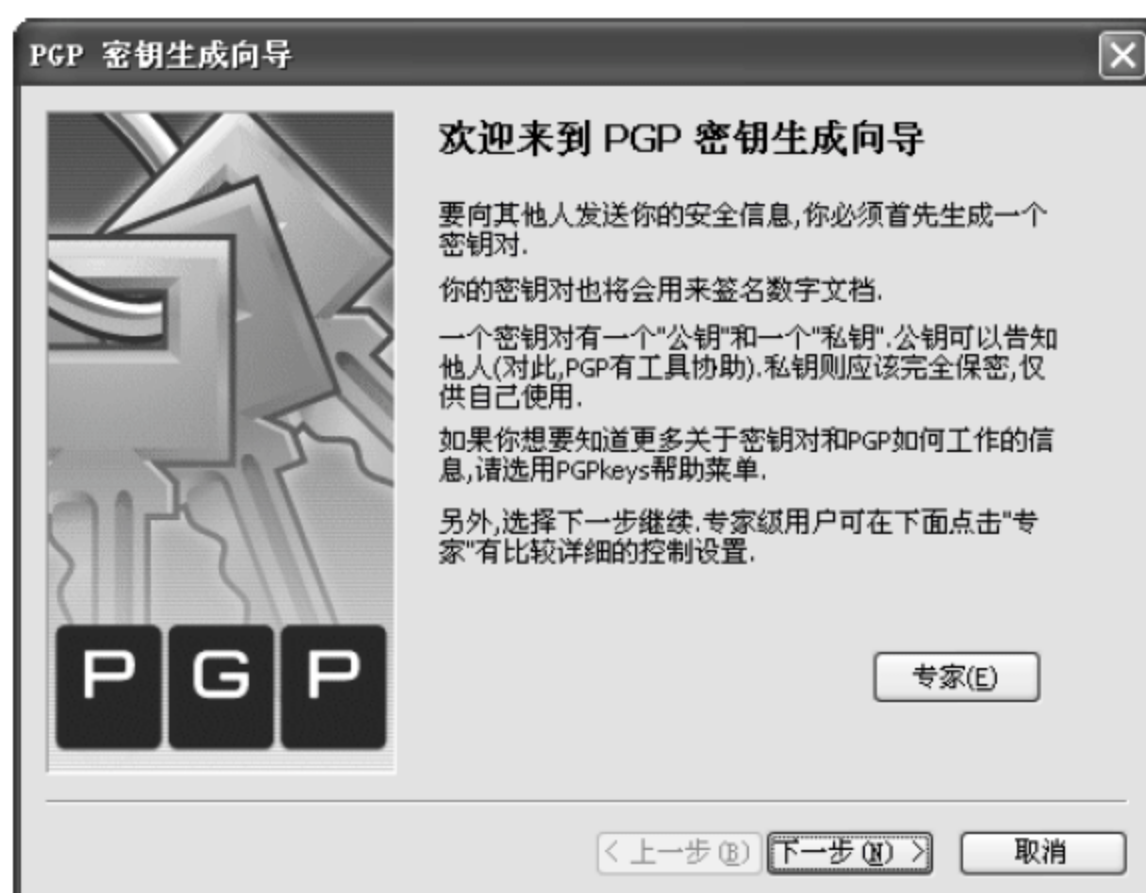 PGP 密钥生成向导
欢迎来到 PGP 密钥生成向导
要向其他人发送你的安全信息,你必须首先生成一个
密钥对.
你的密钥对也将会用来签名数字文档.
一个密钥对有一个"公钥"和一个"私钥".公钥可以告知
他人(对此,PGP有工具协助).私钥则应该完全保密,仅
供自己使用.
如果你想要知道更多关于密钥对和PGP如何工作的信
息,请选用PGPkeys帮助菜单.
另外,选择下一步继续.专家级用户可在下面点击"专
家"有比较详细的控制设置.
P G P
专家(E)
< 上一步(B) 下一步(N) > 取消